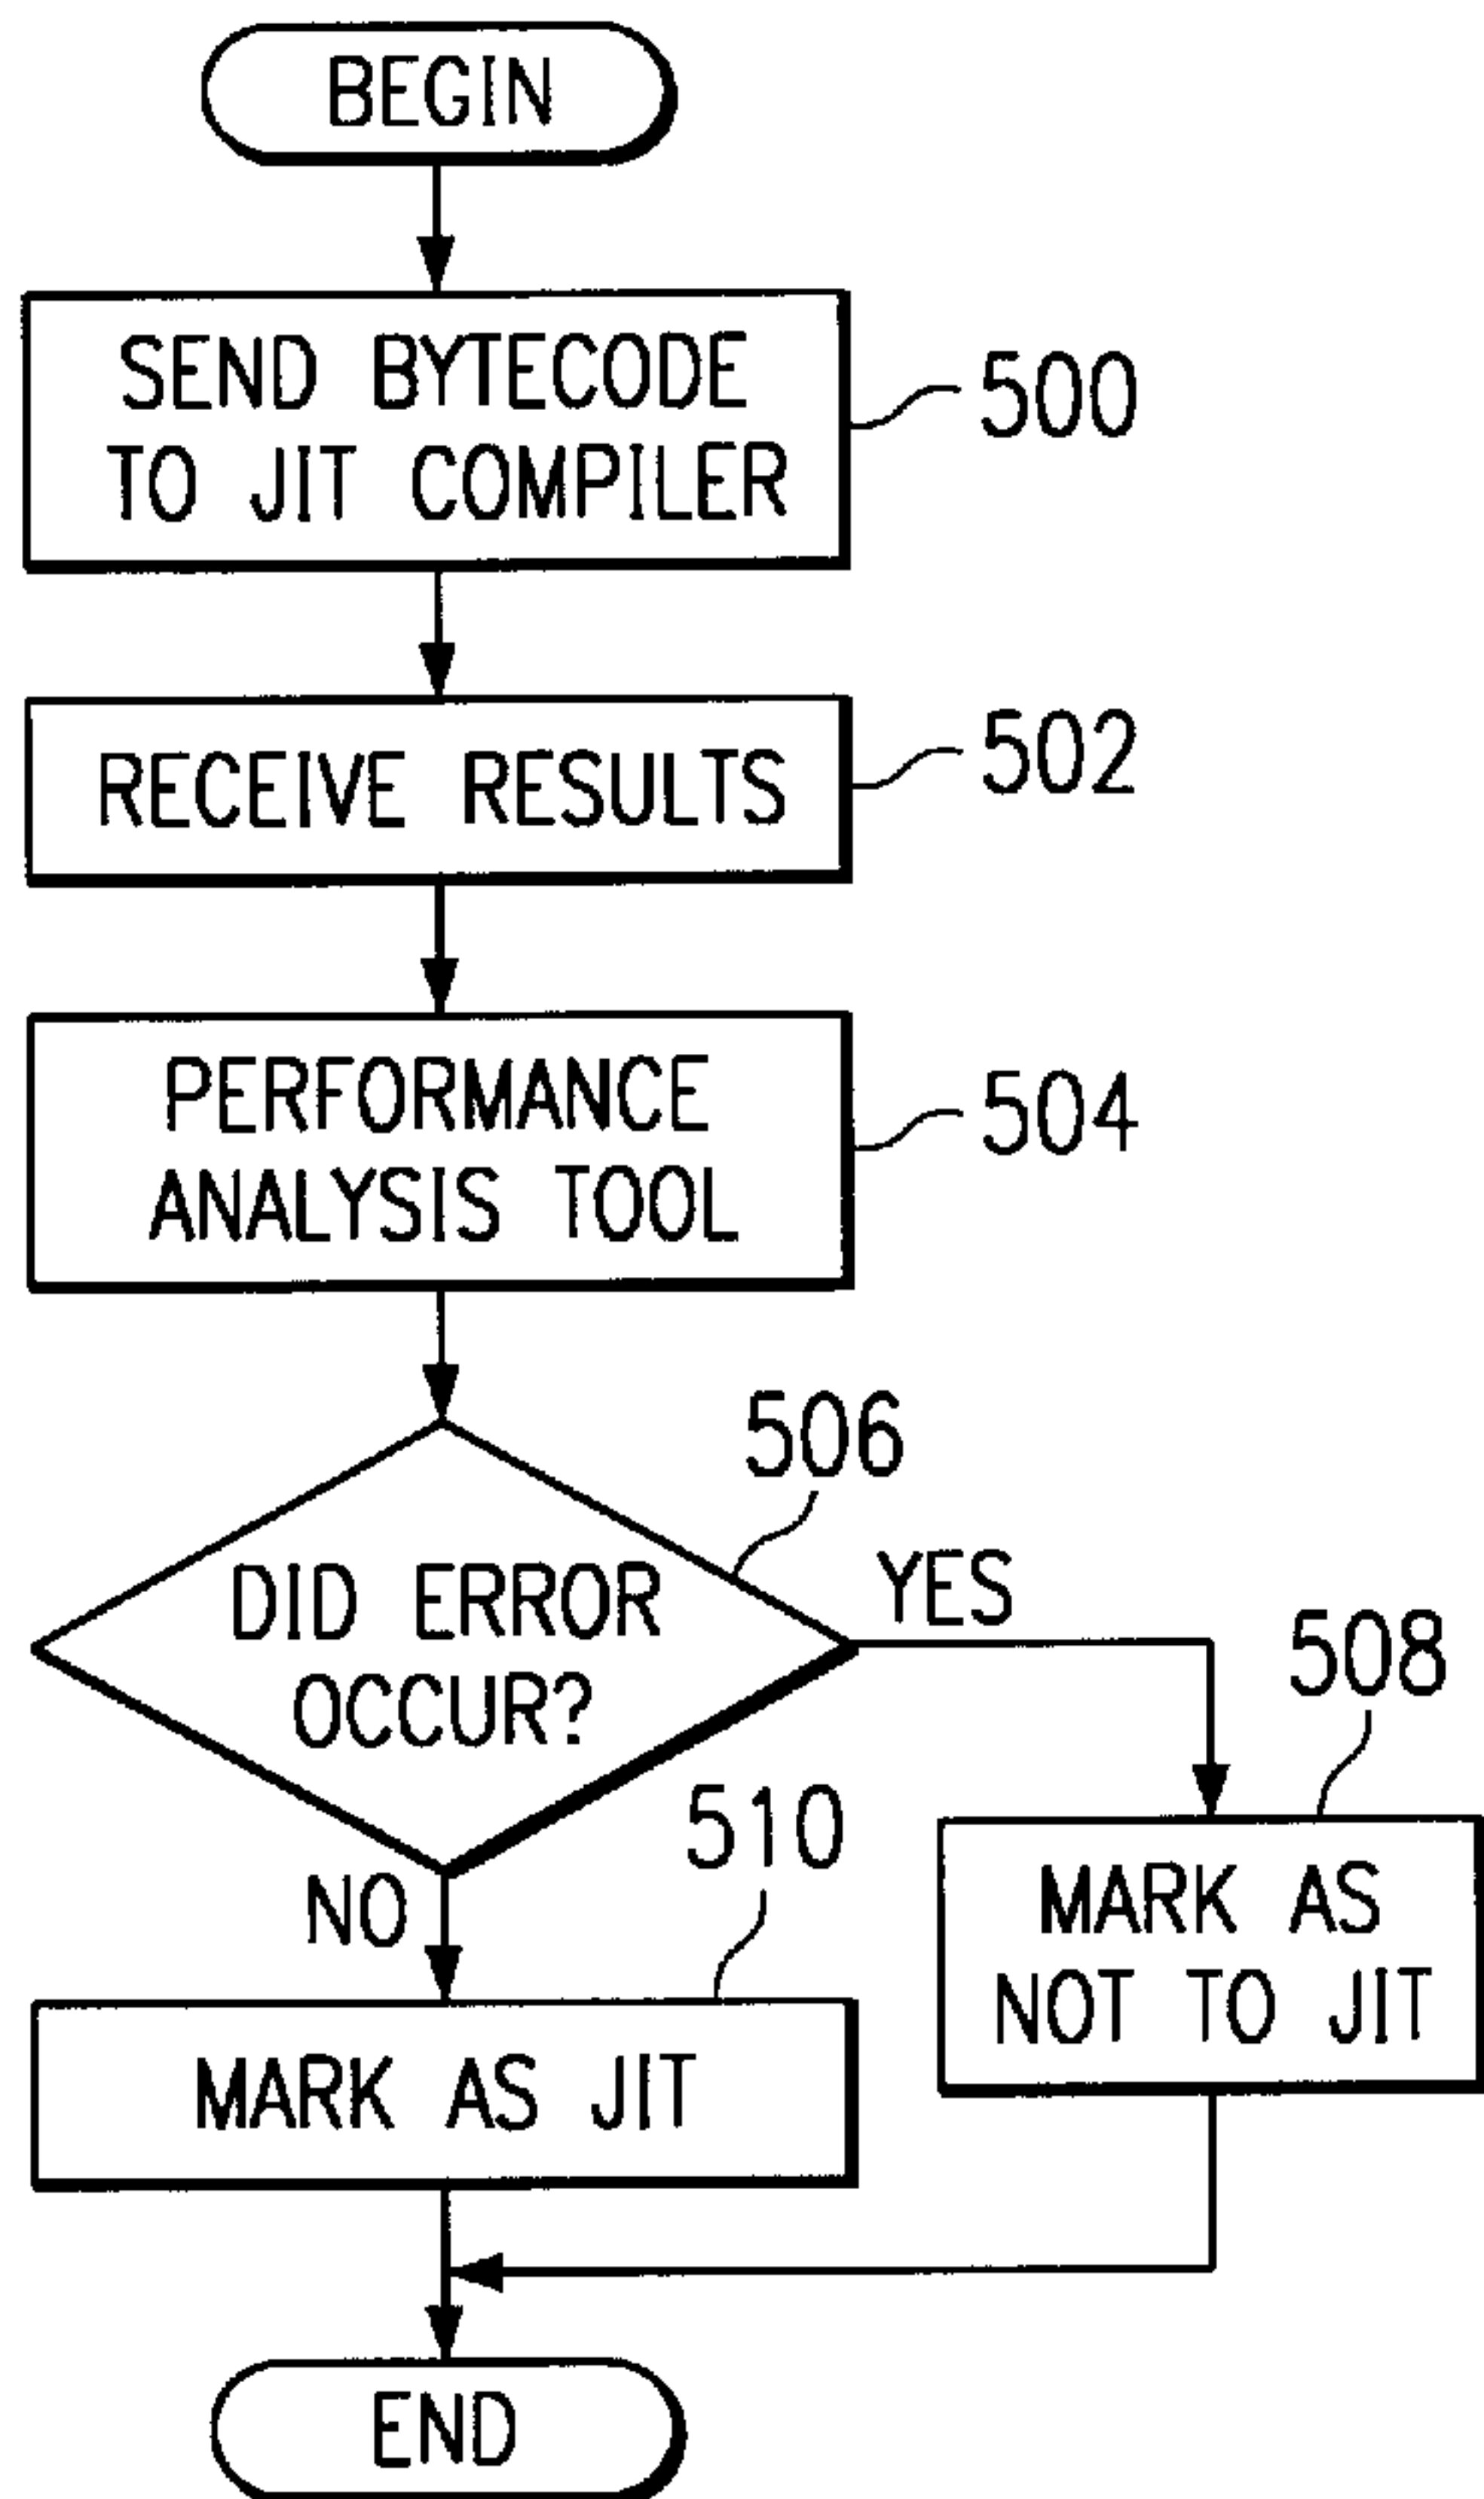 BEGIN
SEND BYTECODE
TO JIT COMPILER
500
RECEIVE RESULTS
502
PERFORMANCE
ANALYSIS TOOL
504
506
DID ERROR
OCCUR?
YES
508
MARK AS
NOT TO JIT
NO
510
MARK AS JIT
END